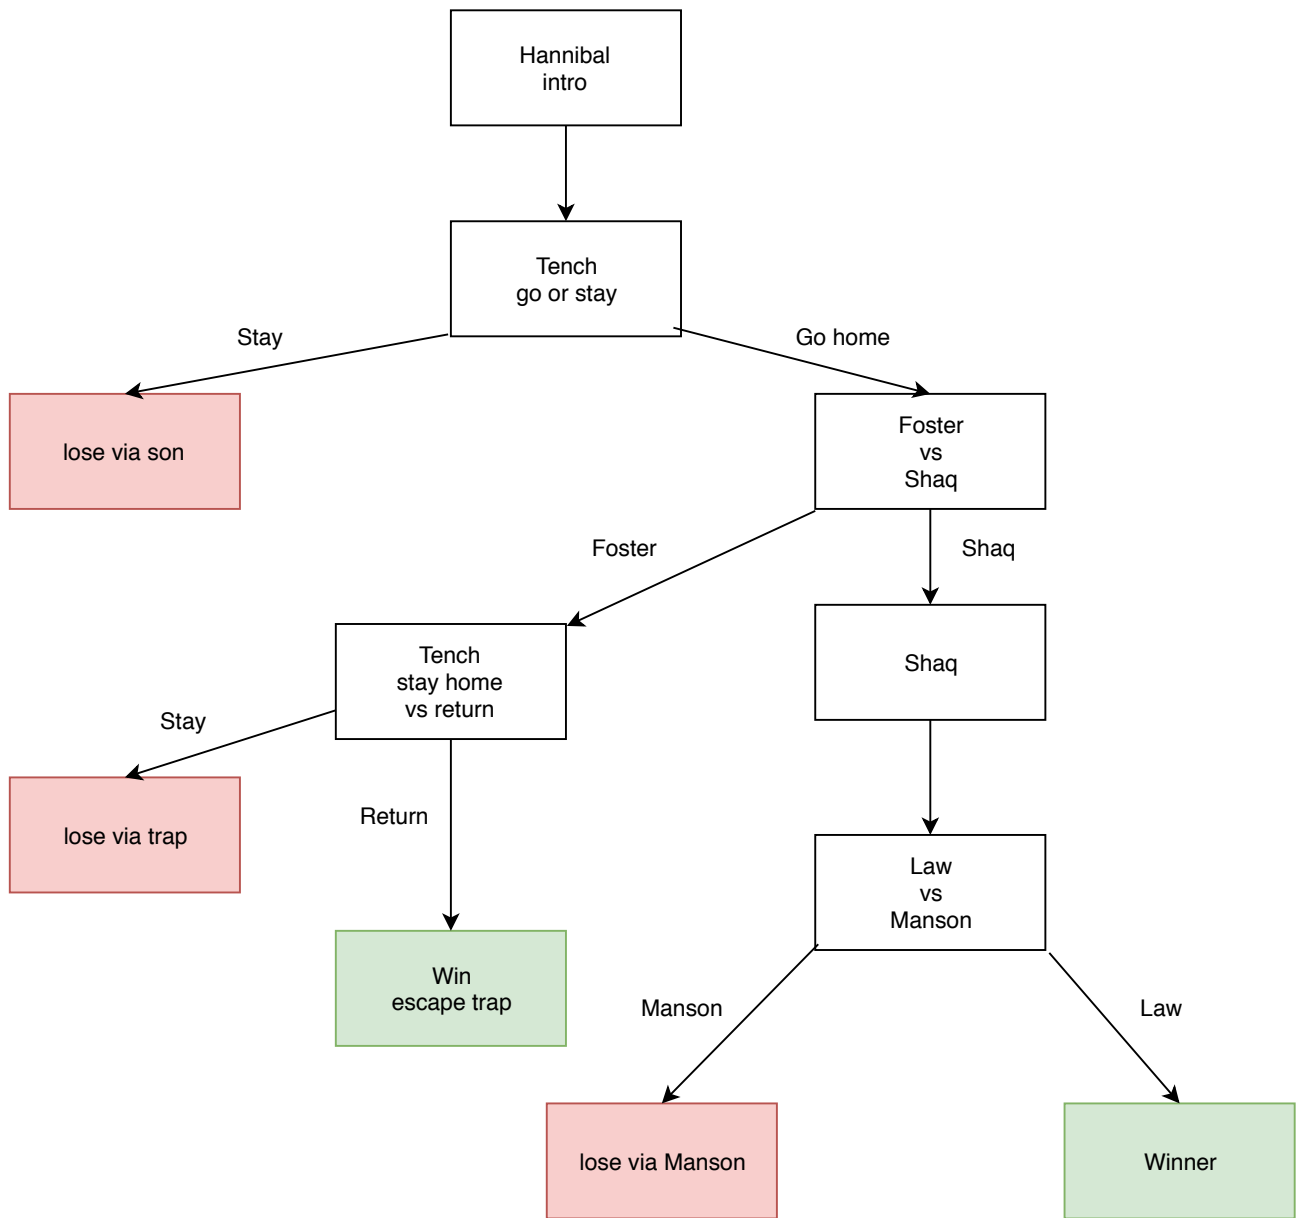 Hannibal
intro
Tench
go or stay
Stay
Go home
lose via son
Foster
vs
Shaq
Foster
Shaq
Tench
stay home
vs return
Shaq
Stay
lose via trap
Return
Law
vs
Manson
Win
escape trap
Manson
Law
lose via Manson
Winner